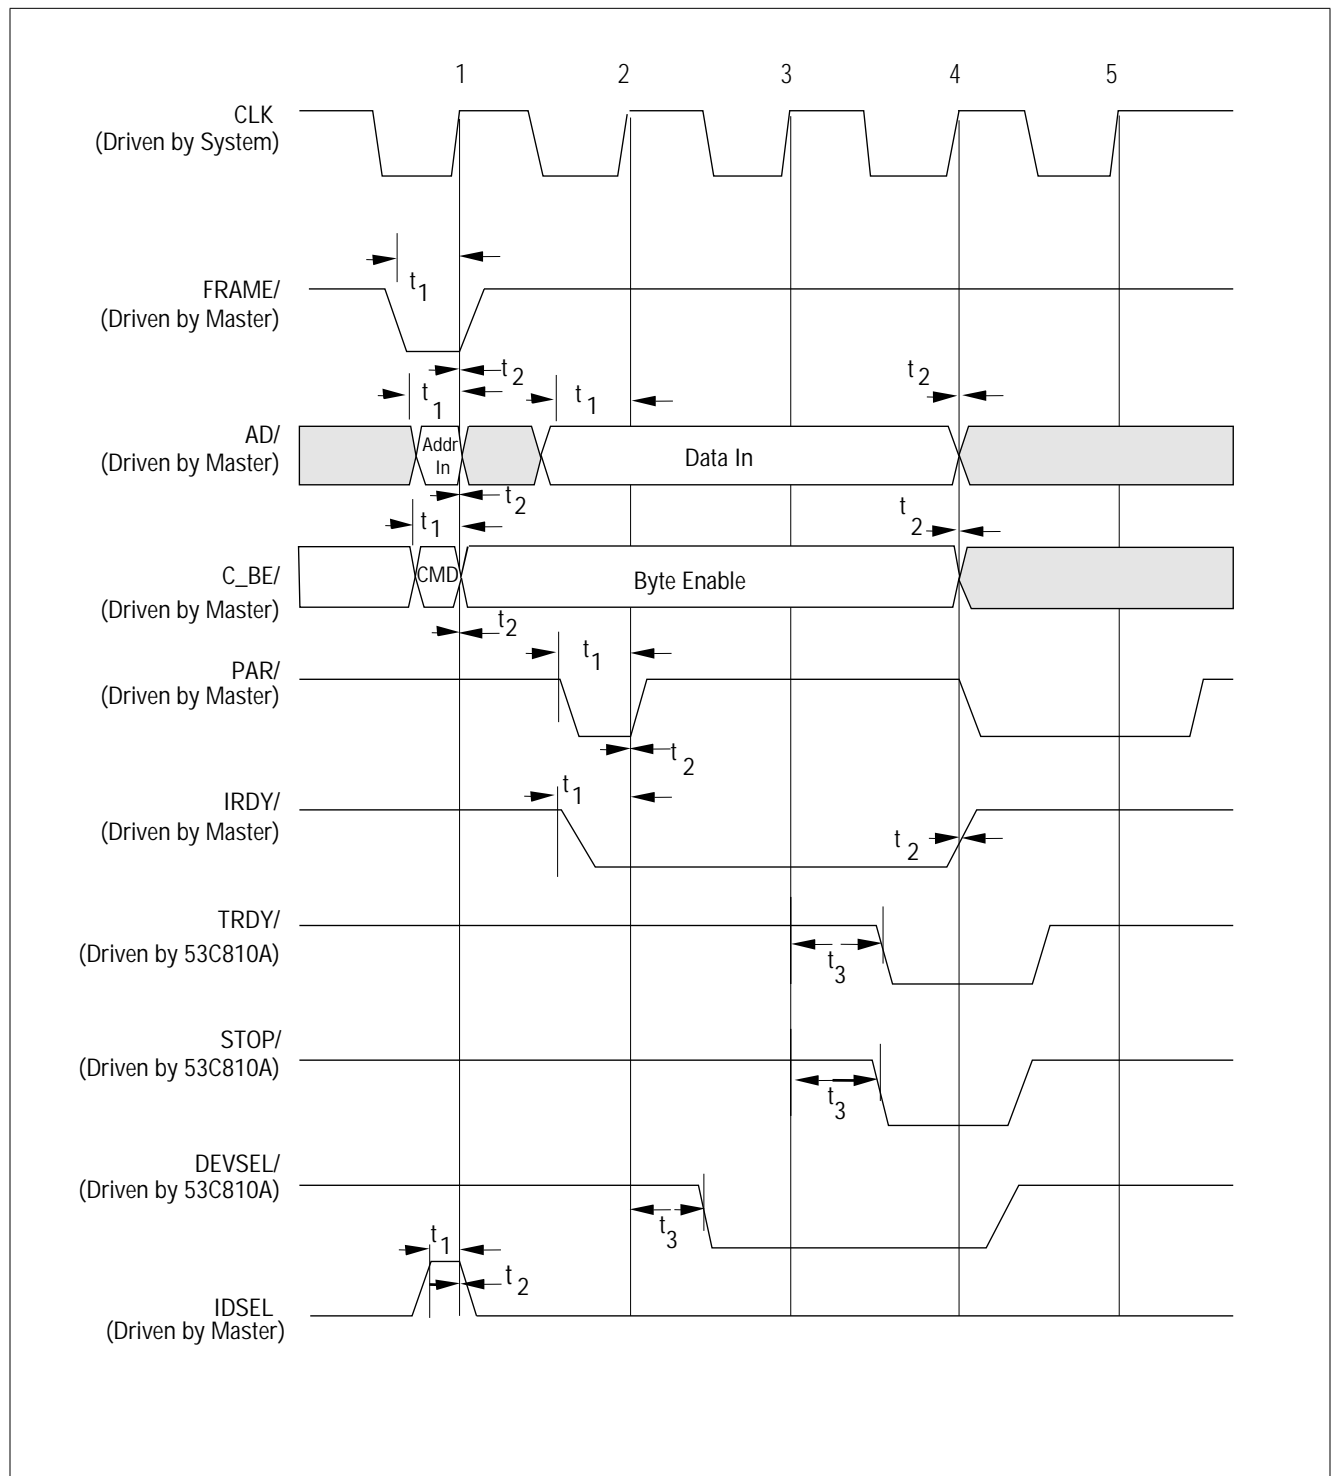 1 2 3 4 5
CLK
(Driven by System)
t1
FRAME/
(Driven by Master)
t2
t2
t1
t1
AD/
(Driven by Master)
Addr
In
Data In
t2
t2
t1
C_BE/
(Driven by Master)
CMD
Byte Enable
t2
t1
PAR/
(Driven by Master)
t2
t1
IRDY/
(Driven by Master)
t2
TRDY/
(Driven by 53C810A)
t3
STOP/
(Driven by 53C810A)
t3
DEVSEL/
(Driven by 53C810A)
t3
t1
t2
IDSEL
(Driven by Master)